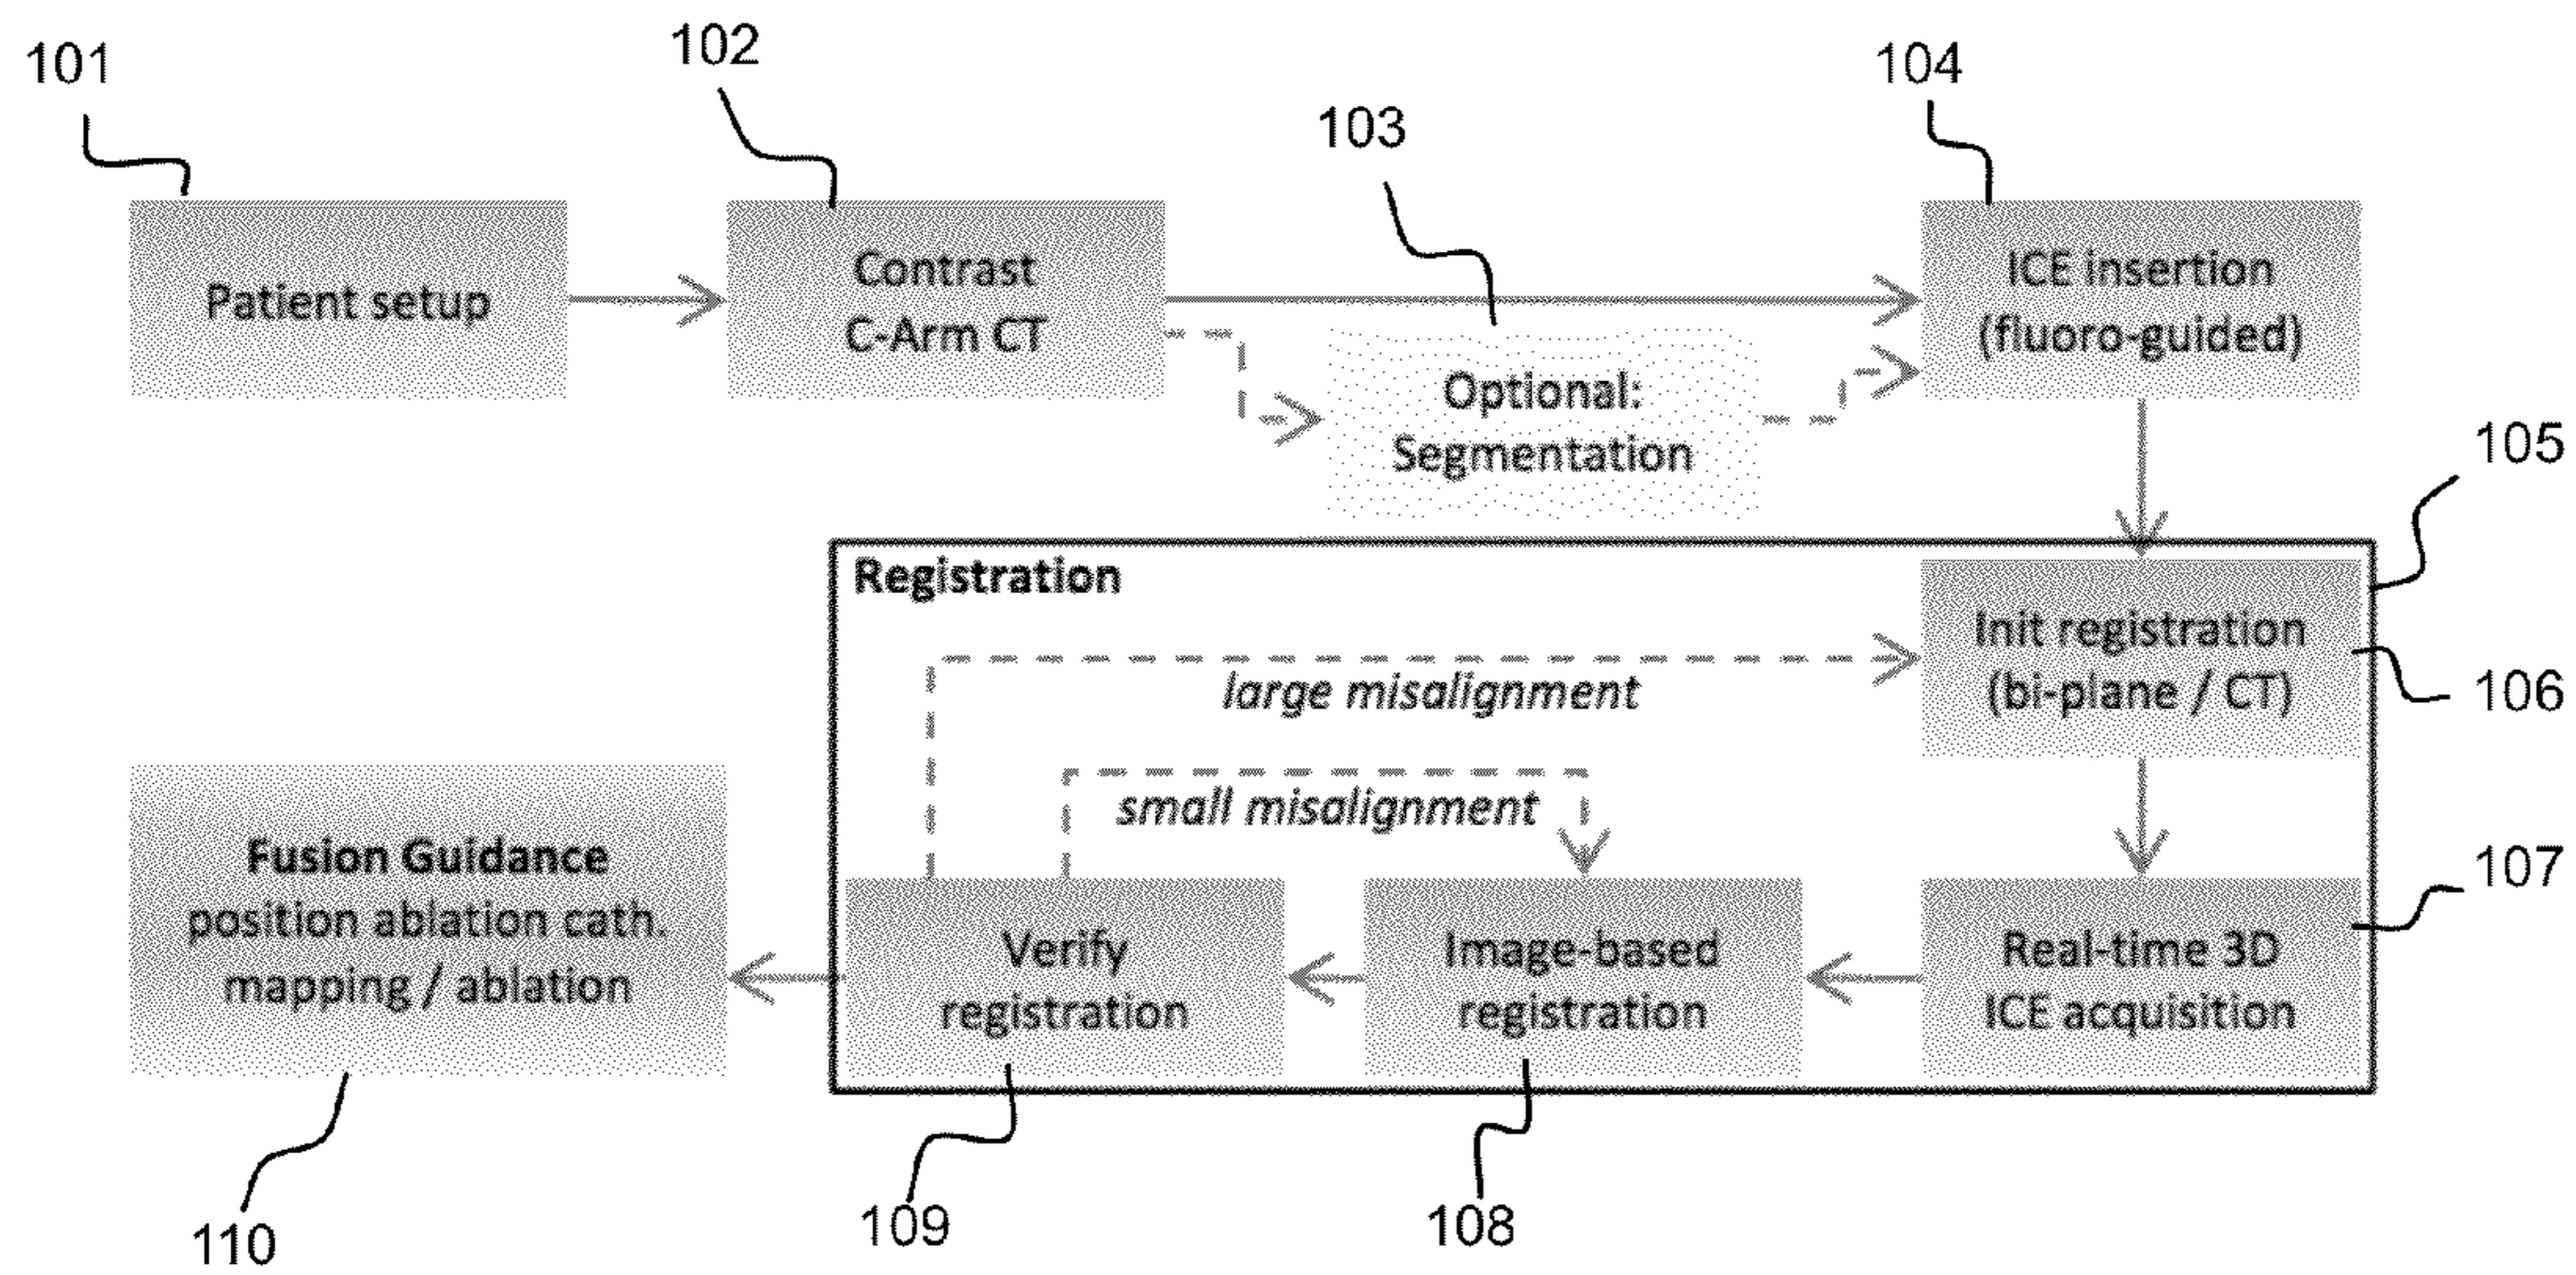 101
102
103
104
Patient setup
Contrast
C-Arm CT
Optional:
Segmentation
ICE insertion
(fluoro-guided)
105
Registration
Init registration
(bi-plane / CT)
106
large misalignment
small misalignment
Fusion Guidance
position ablation cath.
mapping / ablation
Verify
registration
Image-based
registration
Real-time 3D
ICE acquisition
107
110
109
108